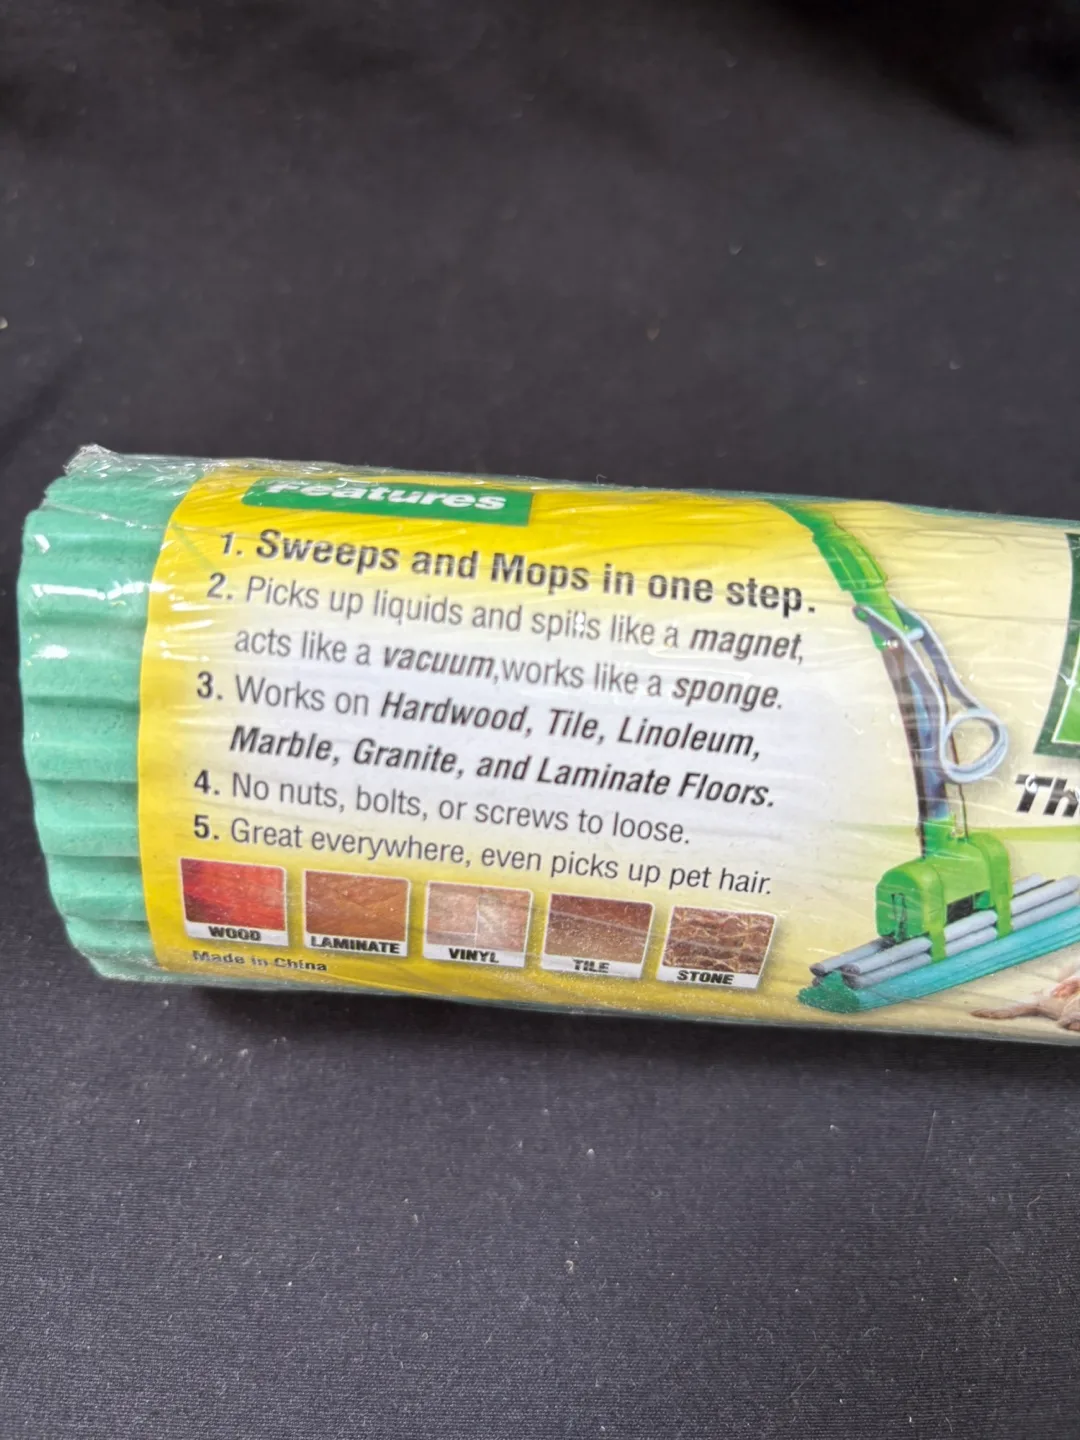 Features
1. Sweeps and Mops in one step.
2. Picks up liquids and spills like a magnet,
acts like a vacuum,works like a sponge.
3. Works on Hardwood, Tile, Linoleum,
Marble, Granite, and Laminate Floors.
4. No nuts, bolts, or screws to loose.
5. Great everywhere, even picks up pet hair.
WOOD LAMINATE VINYL TILE STONE
Made in China